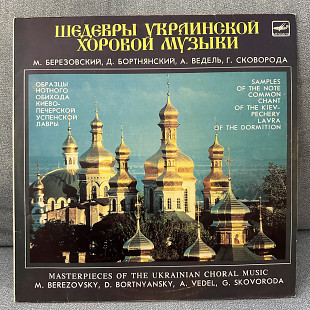 ШЕДЕВРЫ УКРАИНСКОЙ
ХОРОВОЙ МУЗЫКИ
М. БЕРЕЗОВСКИЙ, Д. БОРТНЯНСКИЙ, А. ВЕДЕЛЬ, Г. СКОВОРОДА
ОБРАЗЦЫ
НОТНОГО
ОБИХОДА
КИЕВО-
ПЕЧЕРСКОЙ
УСПЕНСКОЙ
ЛАВРЫ
SAMPLES
OF THE NOTE
COMMON
CHANT
OF THE KIEV-
PECHERY
LAVRA
OF THE DORMITION
MASTERPIECES OF THE UKRAINIAN CHORAL MUSIC
M. BEREZOVSKY, D. BORTNYANSKY, A. VEDEL, G. SKOVORODA